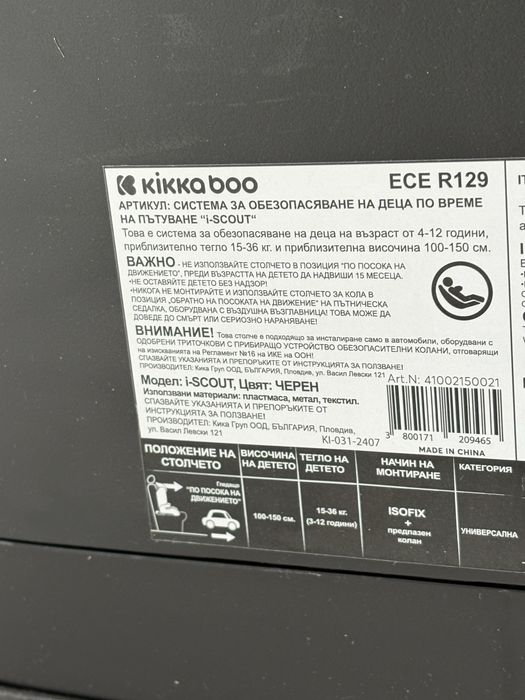 кikka boo
ECE R129
АРТИКУЛ: СИСТЕМА ЗА ОБЕЗОПАСЯВАНЕ НА ДЕЦА ПО ВРЕМЕ
НА ПЪТУВАНЕ “i-SCOUT“
Това е система за обезопасяване на деца на възраст от 4-12 години,
приблизително тегло 15-36 кг. и приблизителна височина 100-150 см.
ВАЖНО - НЕ ИЗПОЛЗВАЙТЕ СТОЛЧЕТО В ПОЗИЦИЯ "ПО ПОСОКА НА
ДВИЖЕНИЕТО", ПРЕДИ ВЪЗРАСТТА НА ДЕТЕТО ДА НАДВИШИ 15 МЕСЕЦА.
•НЕ ОСТАВЯЙТЕ ДЕТЕТО БЕЗ НАДЗОР!
•НИКОГА НЕ МОНТИРАЙТЕ И ИЗПОЛЗВАЙТЕ СТОЛЧЕТО ЗА КОЛА В
ПОЗИЦИЯ „ОБРАТНО НА ПОСОКАТА НА ДВИЖЕНИЕ" НА ПЪТНИЧЕСКА
СЕДАЛКА, ОБОРУДВАНА С ВЪЗДУШНА ВЪЗГЛАВНИЦА! ТОВА МОЖЕ ДА
ДОВЕДЕ ДО СМЪРТ ИЛИ СЕРИОЗНО НАРАНЯВАНЕ!
ВНИМАНИЕ! Това столче е подходящо за инсталиране само в автомобили, оборудвани с
ОДОБРЕНИ ТРИТОЧКОВИ С ПРИБИРАЩО УСТРОЙСТВО ОБЕЗОПАСИТЕЛНИ КОЛАНИ, отговарящи
на изискванията на Регламент №16 на ИКЕ на ООН!
СПАЗВАЙТЕ УКАЗАНИЯТА И ПРЕПОРЪКИТЕ ОТ ИНСТРУКЦИЯТА ЗА ПОЛЗВАНЕ!
ПРОИЗВОДИТЕЛ: Кика Груп ООД, БЪЛГАРИЯ, Пловдив, ул. Васил Левски 121
Модел: i-SCOUT, Цвят: ЧЕРЕН
Art.N: 41002150021
Използвани материали: пластмаса, метал, текстил.
СПАЗВАЙТЕ УКАЗАНИЯТА И ПРЕПОРЪКИТЕ ОТ
ИНСТРУКЦИЯТА ЗА ПОЛЗВАНЕ!
ПРОИЗВОДИТЕЛ: Кика Груп ООД, БЪЛГАРИЯ, Пловдив,
ул. Васил Левски 121
KI-031-2407
3 800171 209465
MADE IN CHINA
ПОЛОЖЕНИЕ НА
СТОЛЧЕТО
ВИСОЧИНА
НА ДЕТЕТО
ТЕГЛО НА
ДЕТЕТО
НАЧИН НА
МОНТИРАНЕ
КАТЕГОРИЯ
Гледащо
"ПО ПОСОКА НА
ДВИЖЕНИЕТО"
100-150 см.
15-36 кг.
(3-12 години)
ISOFIX
+
предпазен
колан
УНИВЕРСАЛНА